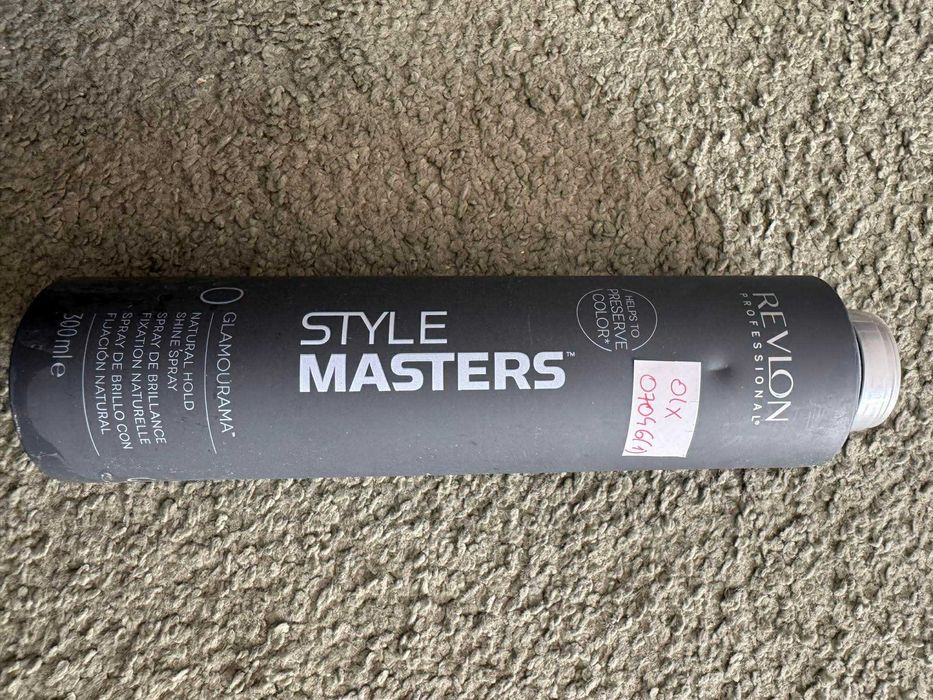 REVLON
PROFESSIONAL®
HELPS TO
PRESERVE
COLOR*
OLX
STYLE
MASTERS™
0
GLAMOURAMA™
NATURAL HOLD
SHINE SPRAY
SPRAY DE BRILLANCE
FIXATION NATURELLE
SPRAY DE BRILLO CON
FIJACIÓN NATURAL
300ml e